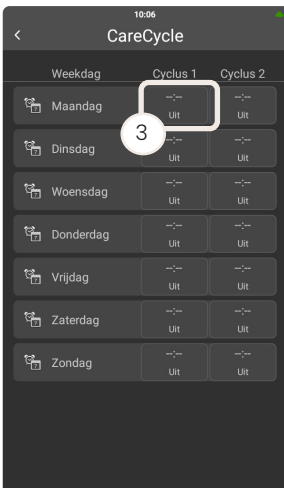 10:06
CareCycle
Weekdag Cyclus 1 Cyclus 2
Maandag --:-- --:--
Uit Uit
3
Dinsdag --:-- --:--
Uit Uit
Woensdag --:-- --:--
Uit Uit
Donderdag --:-- --:--
Uit Uit
Vrijdag --:-- --:--
Uit Uit
Zaterdag --:-- --:--
Uit Uit
Zondag --:-- --:--
Uit Uit